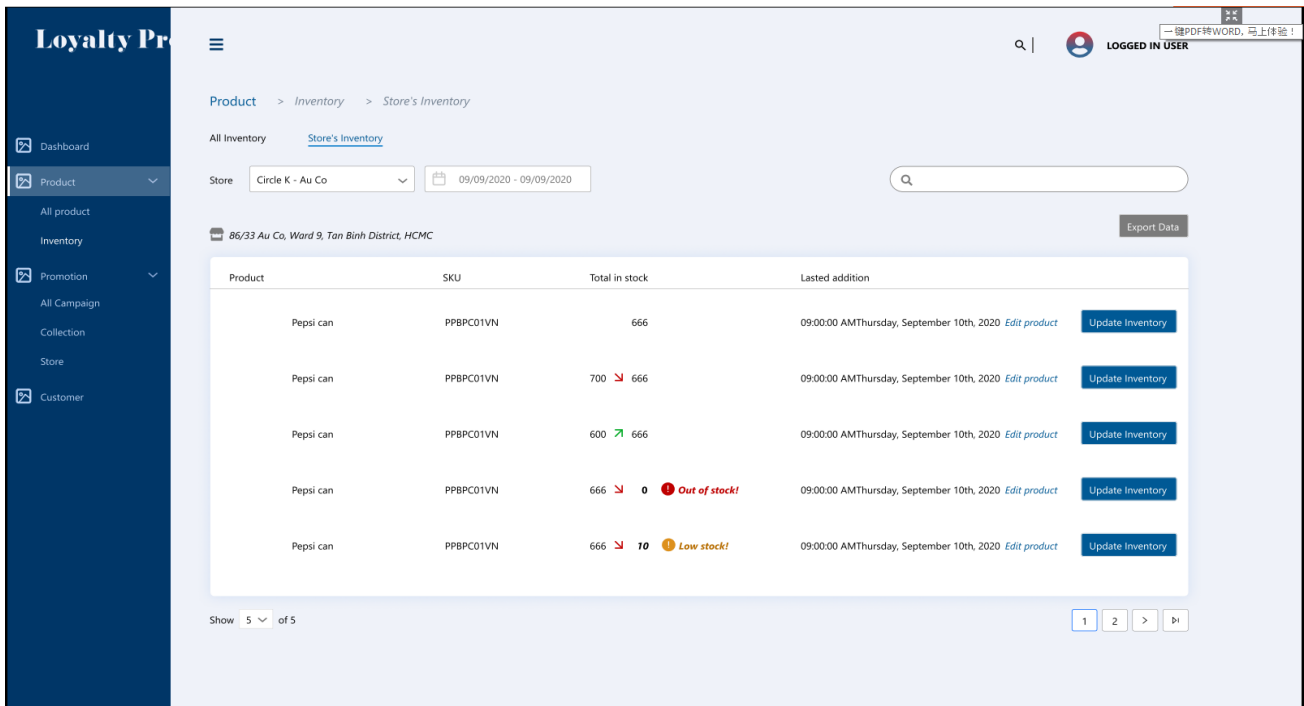 Loyalty Pr
一键PDF转WORD, 马上体验！
LOGGED IN USER
Product > Inventory > Store's Inventory
Dashboard
Product
All product
Inventory
Promotion
All Campaign
Collection
Store
Customer
All Inventory Store's Inventory
Store Circle K - Au Co 09/09/2020 - 09/09/2020
86/33 Au Co, Ward 9, Tan Binh District, HCMC
Export Data
Product SKU Total in stock Lasted addition
Pepsi can PPBPC01VN 666 09:00:00 AMThursday, September 10th, 2020 Edit product Update Inventory
Pepsi can PPBPC01VN 700 666 09:00:00 AMThursday, September 10th, 2020 Edit product Update Inventory
Pepsi can PPBPC01VN 600 666 09:00:00 AMThursday, September 10th, 2020 Edit product Update Inventory
Pepsi can PPBPC01VN 666 0 Out of stock! 09:00:00 AMThursday, September 10th, 2020 Edit product Update Inventory
Pepsi can PPBPC01VN 666 10 Low stock! 09:00:00 AMThursday, September 10th, 2020 Edit product Update Inventory
Show 5 of 5
1 2 >